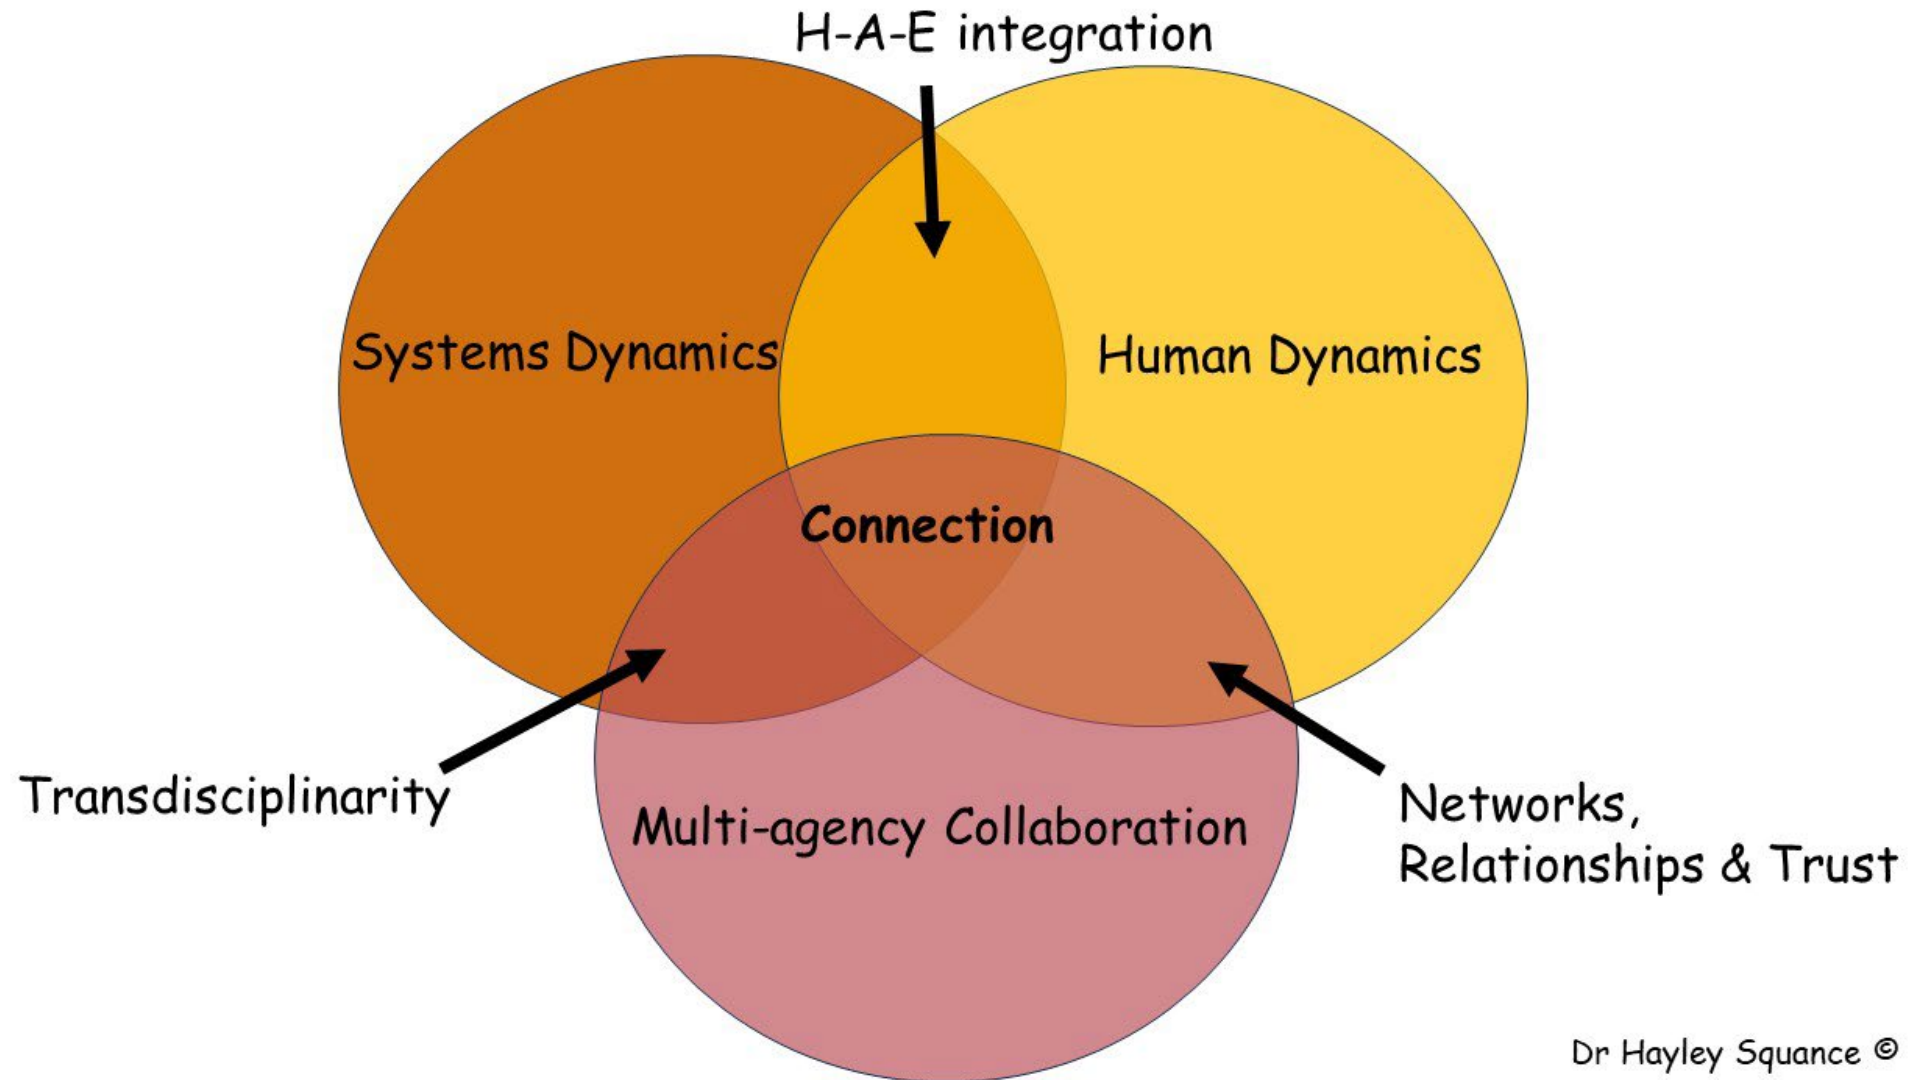 H-A-E integration
Systems Dynamics
Human Dynamics
Connection
Transdisciplinarity
Multi-agency Collaboration
Networks,
Relationships & Trust
Dr Hayley Squance ©